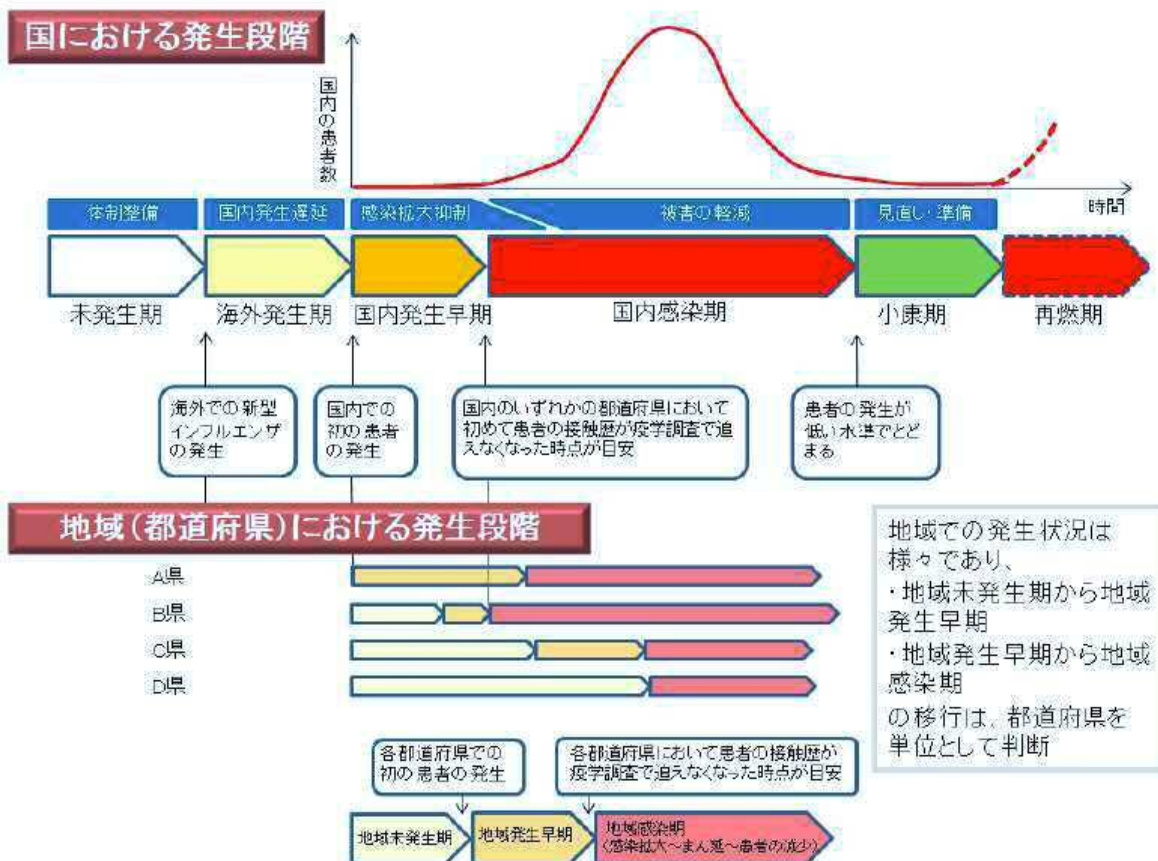 国における発生段階
国内の患者数
時間
体制整備
国内発生遅延
感染拡大抑制
被害の軽減
見直し・準備
未発生期
海外発生期
国内発生早期
国内感染期
小康期
再燃期
海外での新型
インフルエンザ
の発生
国内での
初の患者
の発生
国内のいずれかの都道府県において
初めて患者の接触歴が疫学調査で追
えなくなった時点が目安
患者の発生が
低い水準でとど
まる
地域(都道府県)における発生段階
A県
B県
C県
D県
地域での発生状況は
様々であり、
・地域未発生期から地域
発生早期
・地域発生早期から地域
感染期
の移行は、都道府県を
単位として判断
各都道府県での
初の患者の発生
各都道府県において患者の接触歴が
疫学調査で追えなくなった時点が目安
地域未発生期
地域発生早期
地域感染期
(感染拡大~まん延~患者の減少)